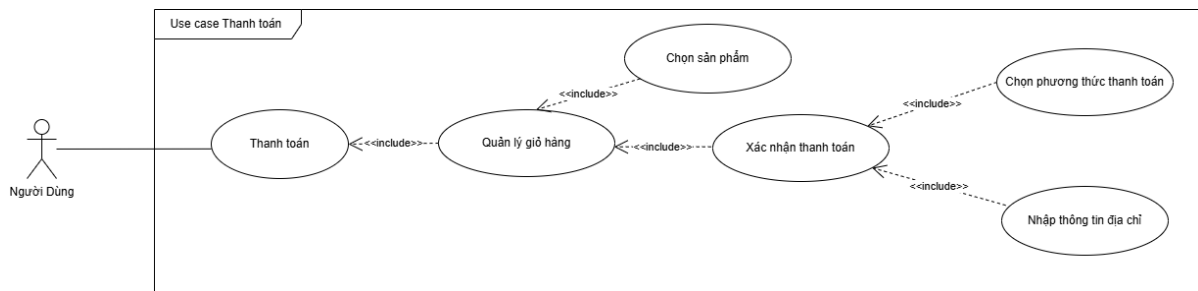 Use case Thanh toán
Chọn sản phẩm
Chọn phương thức thanh toán
<<include>>
<<include>>
Thanh toán
<<include>>
Quản lý giỏ hàng
<<include>>
Xác nhận thanh toán
Người Dùng
<<include>>
Nhập thông tin địa chỉ